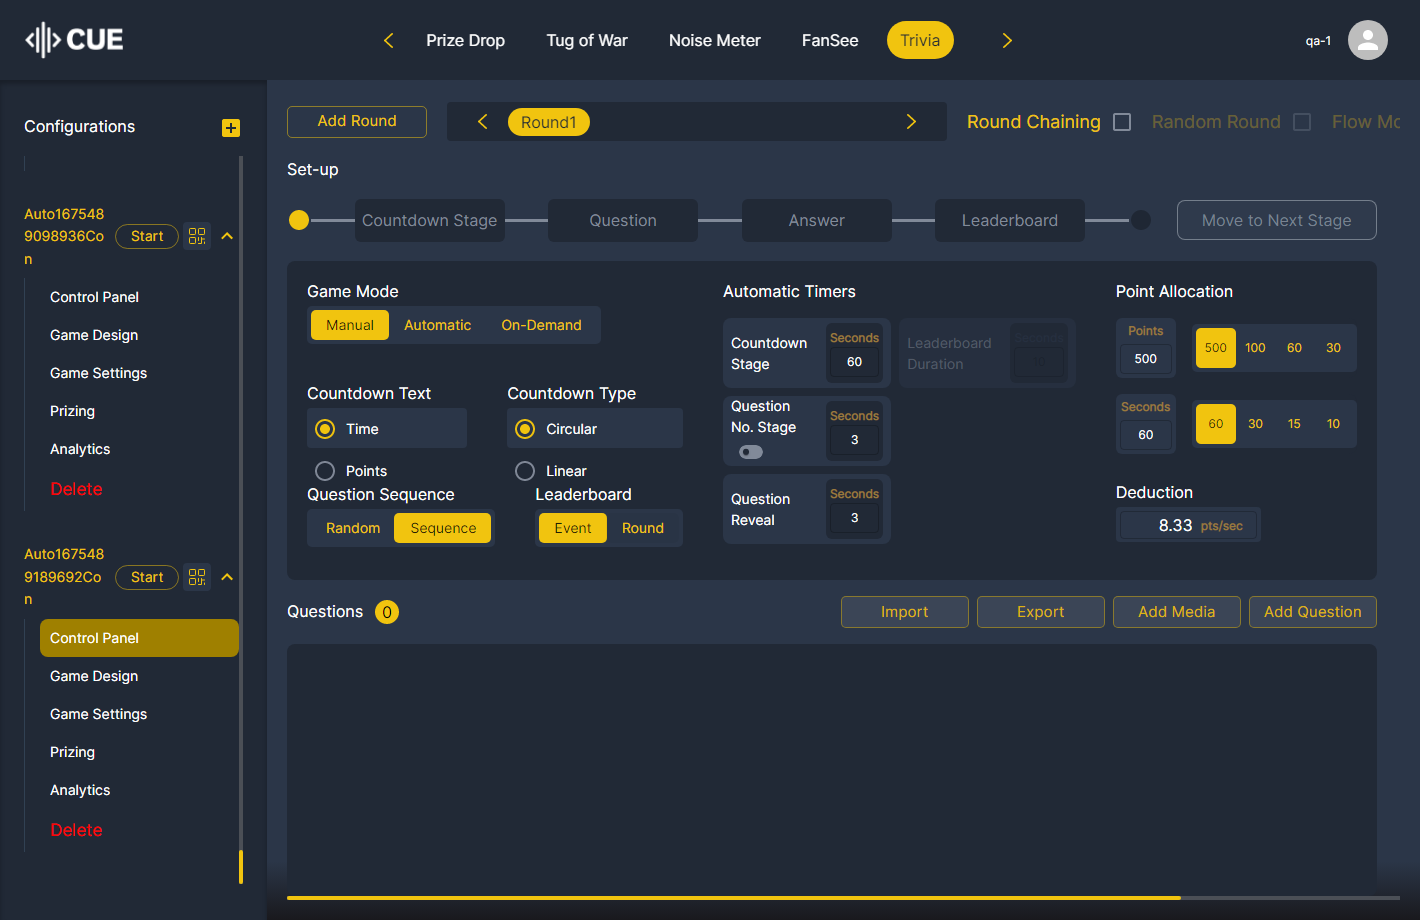 CUE
Prize Drop
Tug of War
Noise Meter
FanSee
Trivia
qa-1
Configurations
Auto167548
9098936Co
n
Start
Control Panel
Game Design
Game Settings
Prizing
Analytics
Delete
Auto167548
9189692Co
n
Start
Control Panel
Game Design
Game Settings
Prizing
Analytics
Delete
Add Round
Round1
Round Chaining
Random Round
Flow Mo
Set-up
Countdown Stage
Question
Answer
Leaderboard
Move to Next Stage
Game Mode
Manual
Automatic
On-Demand
Countdown Text
Time
Points
Countdown Type
Circular
Linear
Question Sequence
Random
Sequence
Leaderboard
Event
Round
Automatic Timers
Countdown
Stage
Seconds
60
Leaderboard
Duration
Seconds
Question
No. Stage
Seconds
3
Question
Reveal
Seconds
3
Point Allocation
Points
500
500
100
60
30
Seconds
60
60
30
15
10
Deduction
8.33 pts/sec
Questions
0
Import
Export
Add Media
Add Question